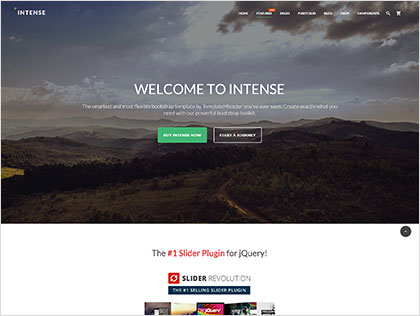 INTENSE
HOME FEATURES PAGES PORTFOLIO BLOG SHOP COMPONENTS
WELCOME TO INTENSE
The smartest and most flexible bootstrap template by TemplateMonster you've ever seen. Create exactly what you
need with our powerful bootstrap toolkit.
BUY INTENSE NOW START A JOURNEY
The #1 Slider Plugin for jQuery!
SLIDER REVOLUTION
THE #1 SELLING SLIDER PLUGIN
jQuery